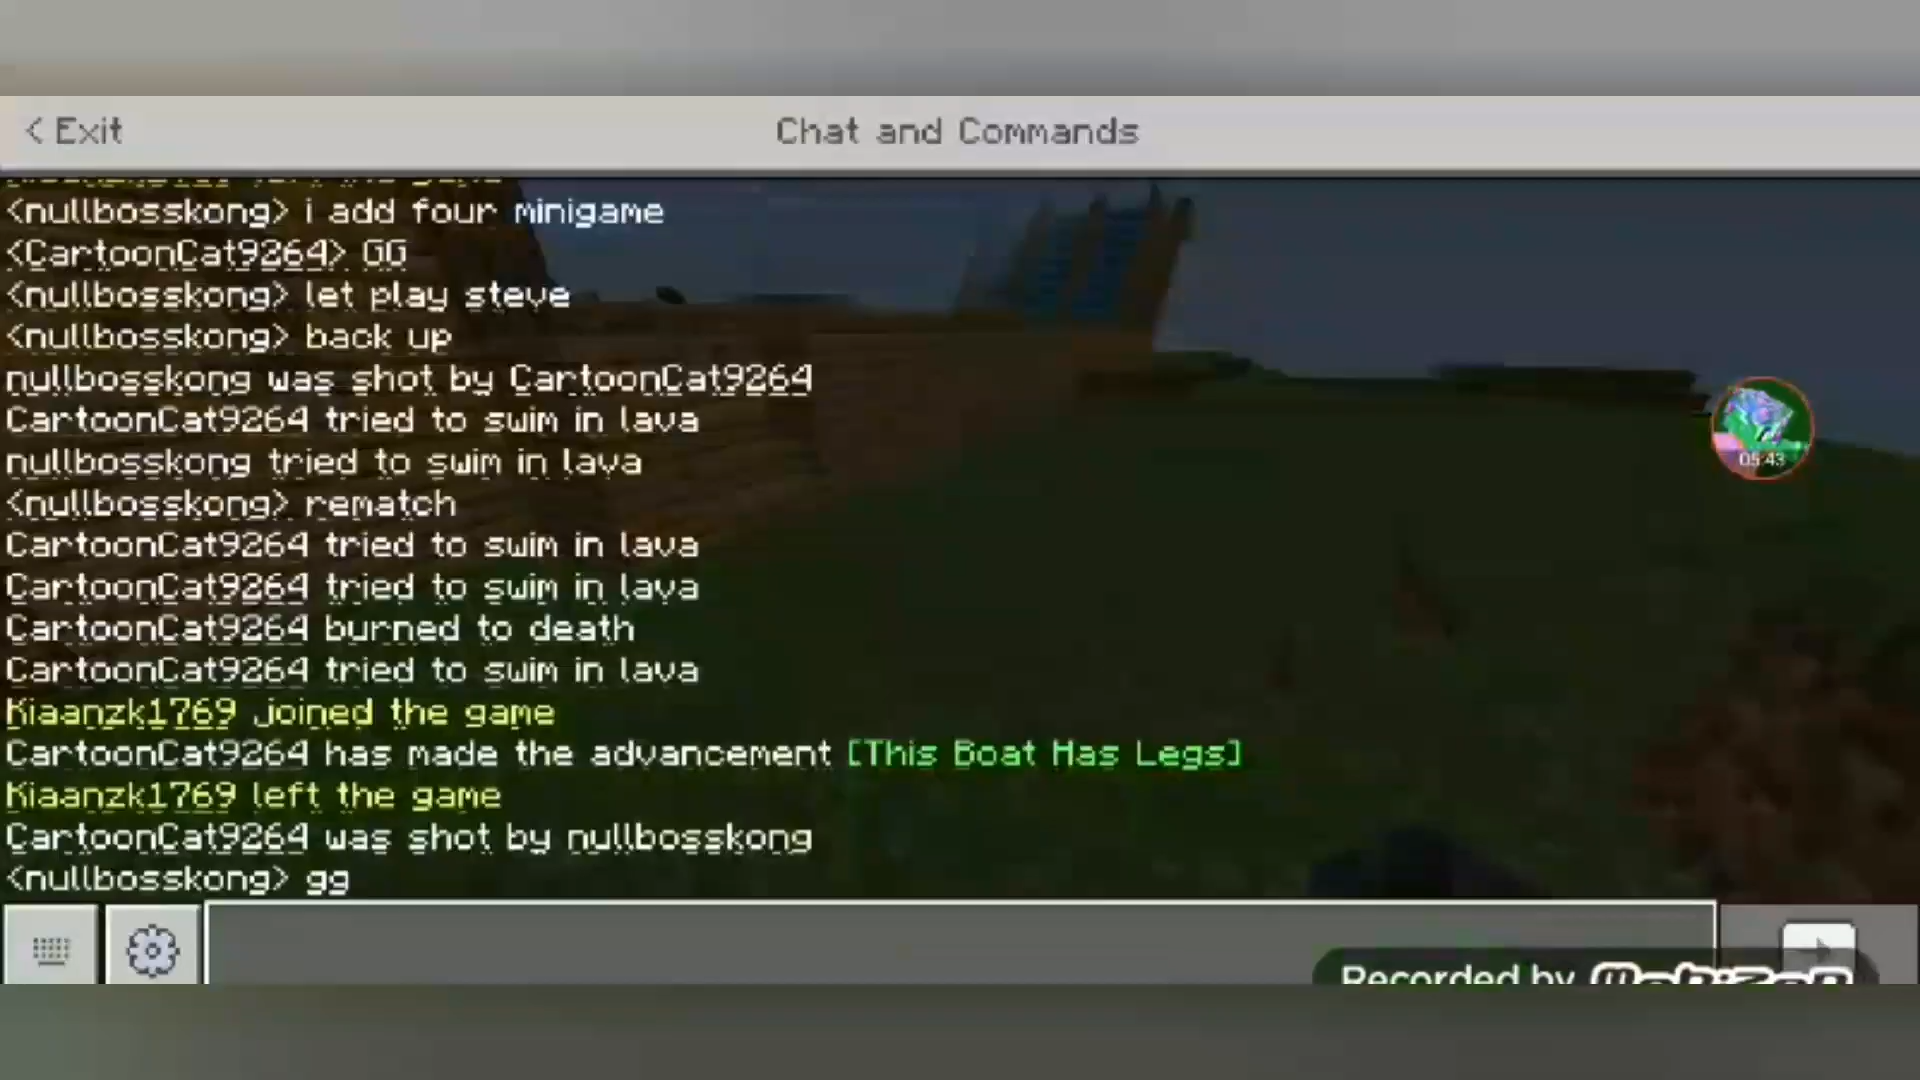 < Exit
Chat and Commands
<nullbosskong> i add four minigame
<CartoonCat9264> GG
<nullbosskong> let play steve
<nullbosskong> back up
nullbosskong was shot by CartoonCat9264
CartoonCat9264 tried to swim in lava
nullbosskong tried to swim in lava
<nullbosskong> rematch
CartoonCat9264 tried to swim in lava
CartoonCat9264 tried to swim in lava
CartoonCat9264 burned to death
CartoonCat9264 tried to swim in lava
Kiaanzk1769 joined the game
CartoonCat9264 has made the advancement [This Boat Has Legs]
Kiaanzk1769 left the game
CartoonCat9264 was shot by nullbosskong
<nullbosskong> gg
05:43
Recorded by Mobizen